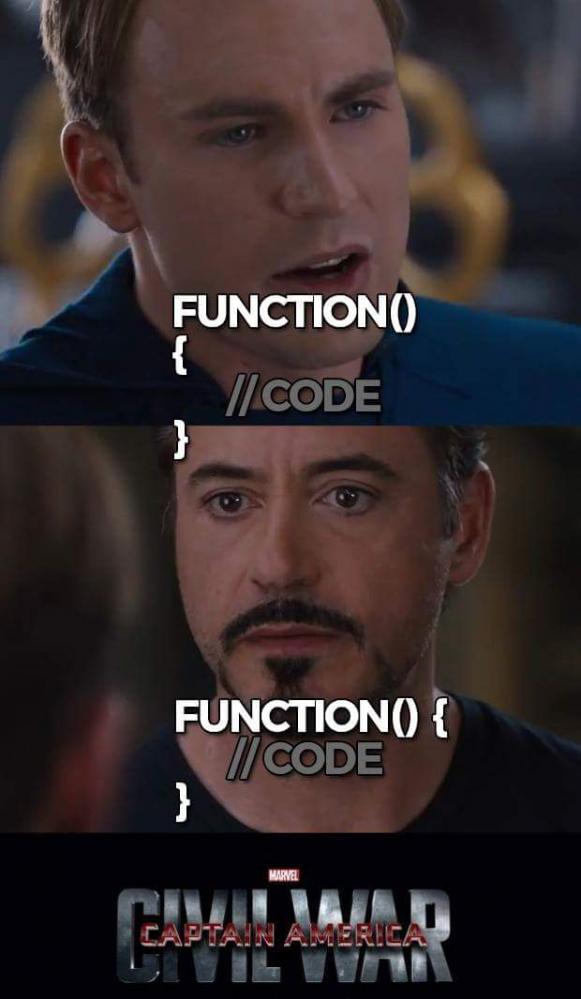 FUNCTION()
{
//CODE
}
FUNCTION() {
//CODE
}
MARVEL
CIVIL WAR
CAPTAIN AMERICA